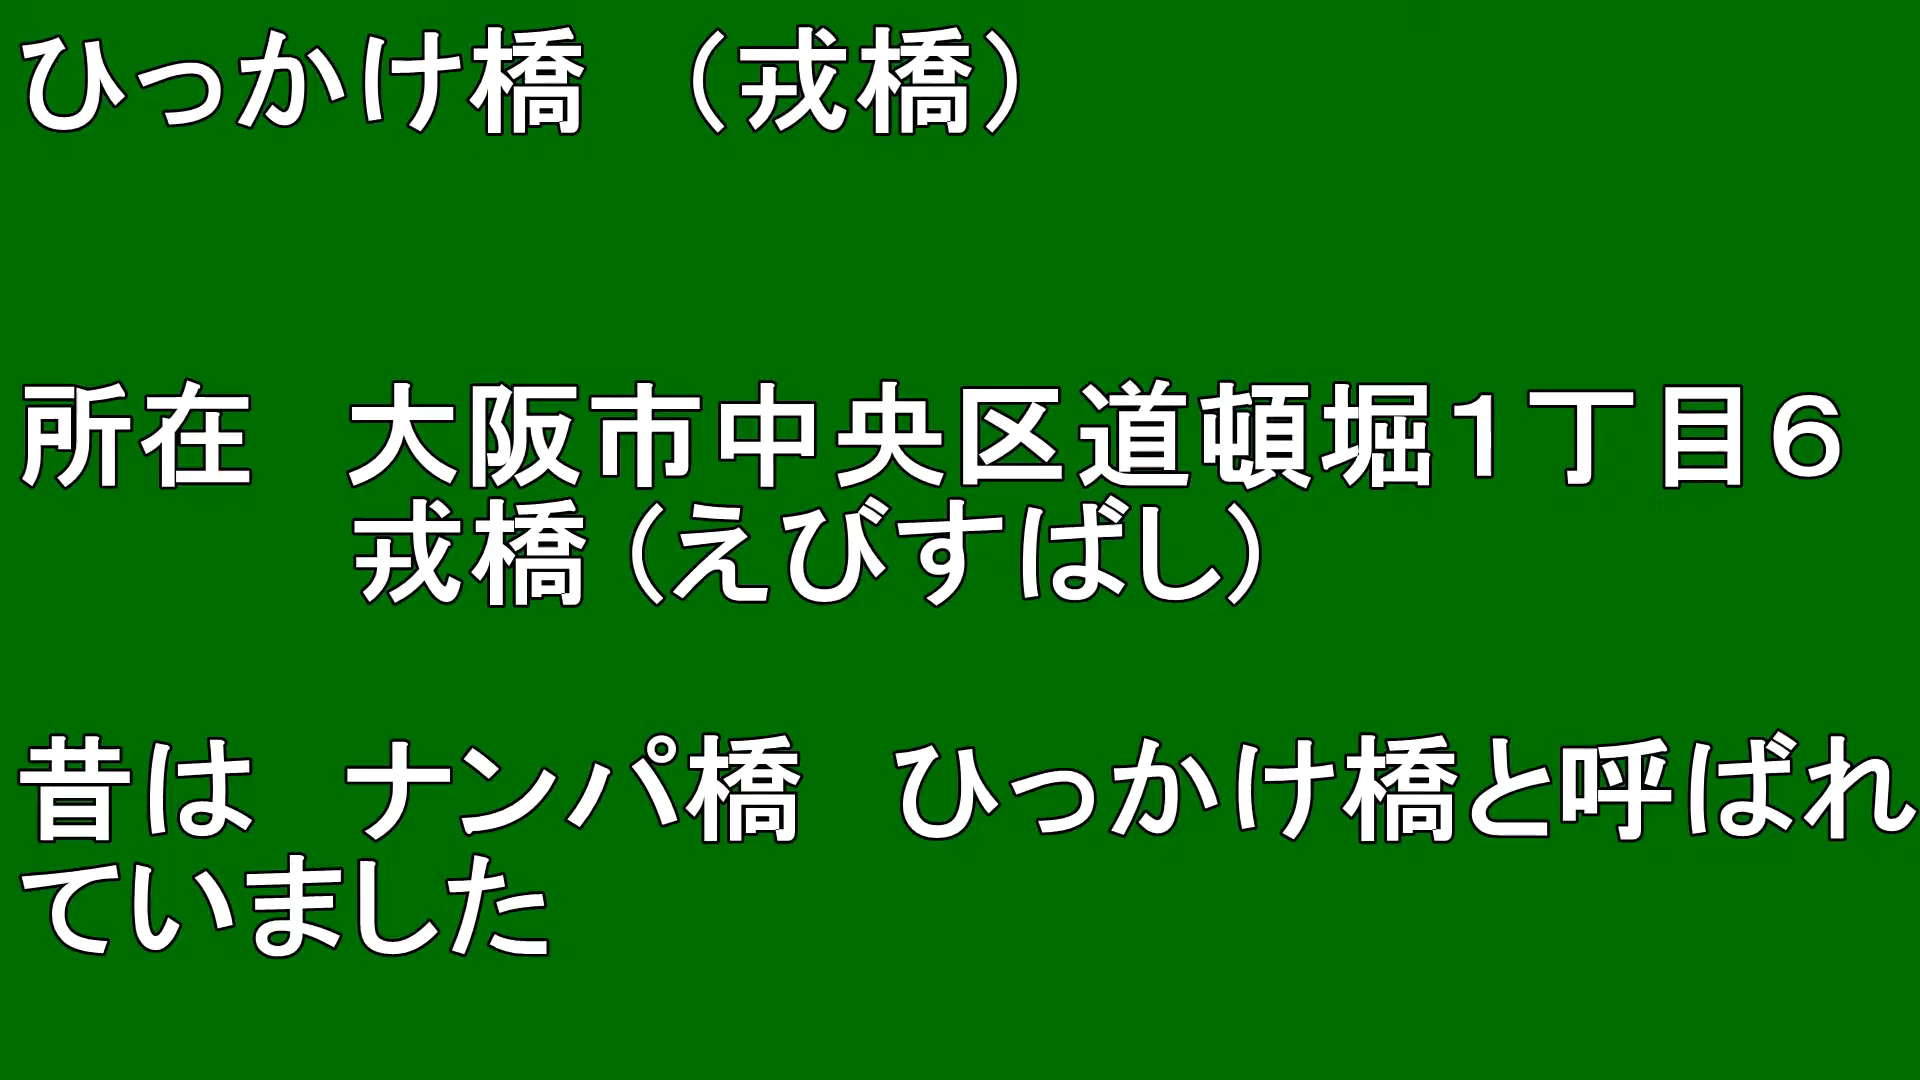 ひっかけ橋　（戎橋）
所在　大阪市中央区道頓堀１丁目６
戎橋（えびすばし）
昔は　ナンパ橋　ひっかけ橋と呼ばれ
ていました